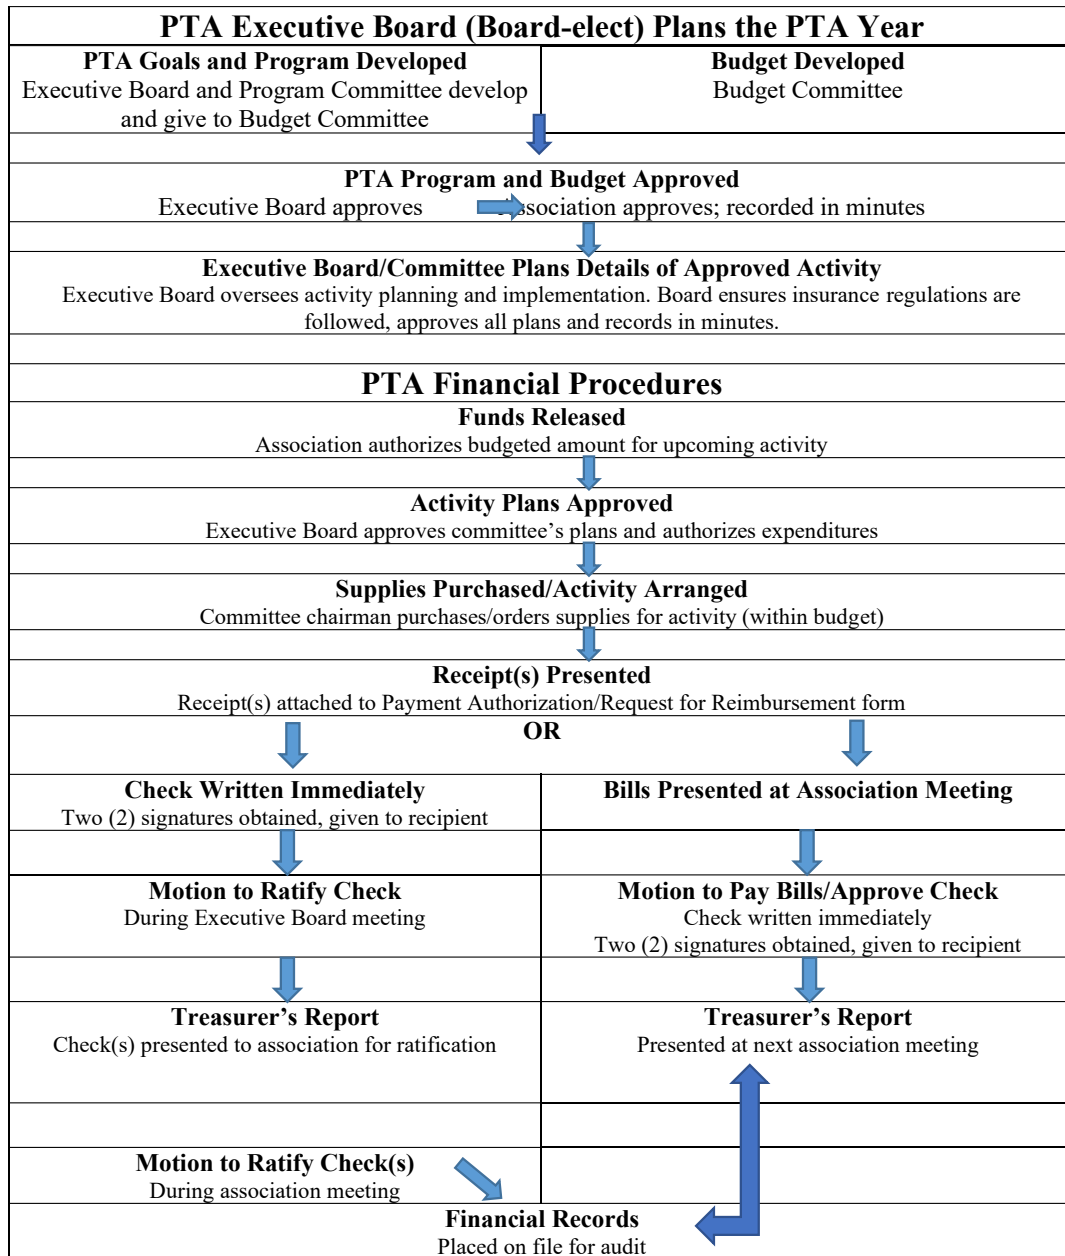 PTA Executive Board (Board-elect) Plans the PTA Year
PTA Goals and Program Developed
Executive Board and Program Committee develop
and give to Budget Committee
Budget Developed
Budget Committee
PTA Program and Budget Approved
Executive Board approves
ssociation approves; recorded in minutes
Executive Board/Committee Plans Details of Approved Activity
Executive Board oversees activity planning and implementation. Board ensures insurance regulations are
followed, approves all plans and records in minutes.
PTA Financial Procedures
Funds Released
Association authorizes budgeted amount for upcoming activity
Activity Plans Approved
Executive Board approves committee’s plans and authorizes expenditures
Supplies Purchased/Activity Arranged
Committee chairman purchases/orders supplies for activity (within budget)
Receipt(s) Presented
Receipt(s) attached to Payment Authorization/Request for Reimbursement form
OR
Check Written Immediately
Two (2) signatures obtained, given to recipient
Bills Presented at Association Meeting
Motion to Ratify Check
During Executive Board meeting
Motion to Pay Bills/Approve Check
Check written immediately
Two (2) signatures obtained, given to recipient
Treasurer’s Report
Check(s) presented to association for ratification
Treasurer’s Report
Presented at next association meeting
Motion to Ratify Check(s)
During association meeting
Financial Records
Placed on file for audit